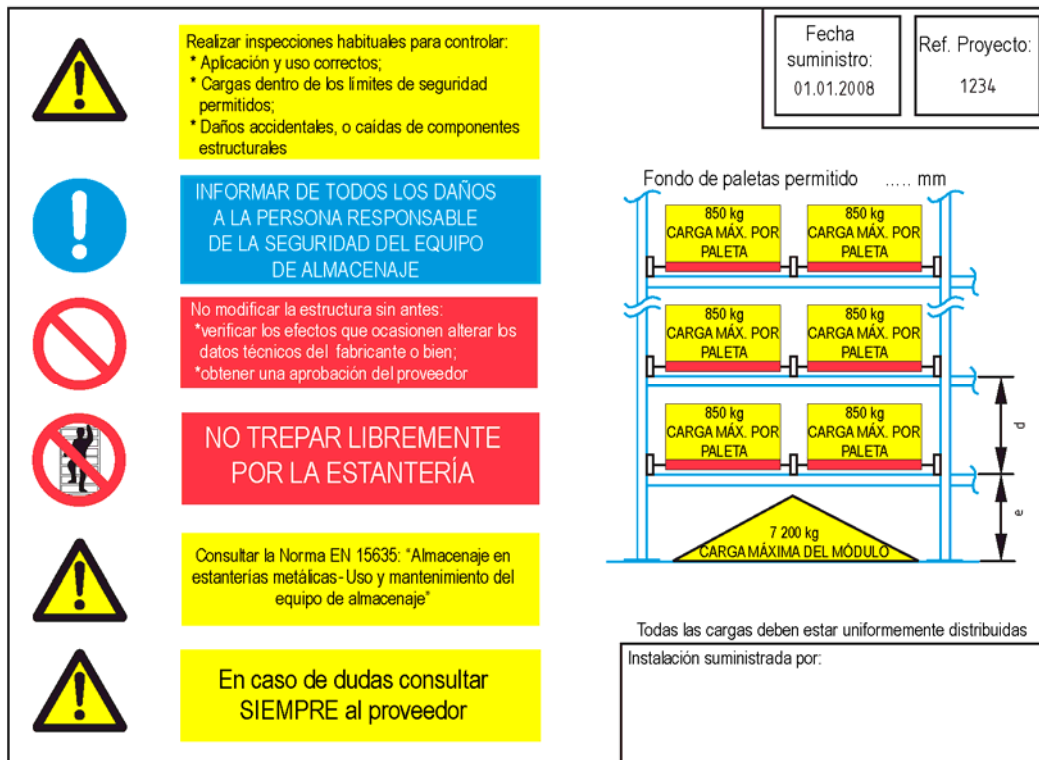 Realizar inspecciones habituales para controlar:
* Aplicación y uso correctos;
* Cargas dentro de los límites de seguridad
permitidos;
* Daños accidentales, o caídas de componentes
estructurales
INFORMAR DE TODOS LOS DAÑOS
A LA PERSONA RESPONSABLE
DE LA SEGURIDAD DEL EQUIPO
DE ALMACENAJE
No modificar la estructura sin antes:
*verificar los efectos que ocasionen alterar los
datos técnicos del fabricante o bien;
*obtener una aprobación del proveedor
NO TREPAR LIBREMENTE
POR LA ESTANTERÍA
Consultar la Norma EN 15635: "Almacenaje en
estanterías metálicas- Uso y mantenimiento del
equipo de almacenaje"
En caso de dudas consultar
SIEMPRE al proveedor
Fecha
suministro:
01.01.2008
Ref. Proyecto:
1234
Fondo de paletas permitido ..... mm
850 kg
CARGA MÁX. POR
PALETA
850 kg
CARGA MÁX. POR
PALETA
850 kg
CARGA MÁX. POR
PALETA
850 kg
CARGA MÁX. POR
PALETA
850 kg
CARGA MÁX. POR
PALETA
850 kg
CARGA MÁX. POR
PALETA
d
e
7 200 kg
CARGA MÁXIMA DEL MÓDULO
Todas las cargas deben estar uniformemente distribuidas
Instalación suministrada por: